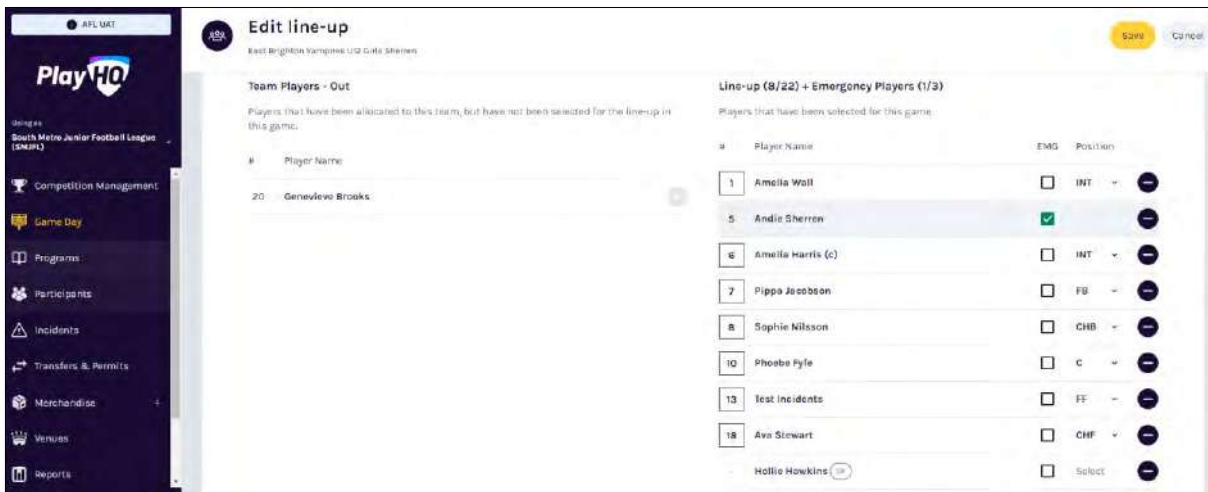 AFL UAT
PlayHQ
Using as
South Metro Junior Football League (SMJFL)
Competition Management
Game Day
Programs
Participants
Incidents
Transfers & Permits
Merchandise +
Venues
Reports
Edit line-up
East Brighton Vampires U12 Girls Sherren
Save
Cancel
Team Players - Out
Players that have been allocated to this team, but have not been selected for the line-up in
this game.
# Player Name
20 Genevieve Brooks
Line-up (8/22) + Emergency Players (1/3)
Players that have been selected for this game
# Player Name EMG Position
1 Amelia Wall INT
5 Andie Sherren
6 Amelia Harris (c) INT
7 Pippa Jacobson FB
8 Sophie Nilsson CHB
10 Phoebe Fyfe C
13 Test Incidents FF
18 Ava Stewart CHF
- Hollie Hawkins Select